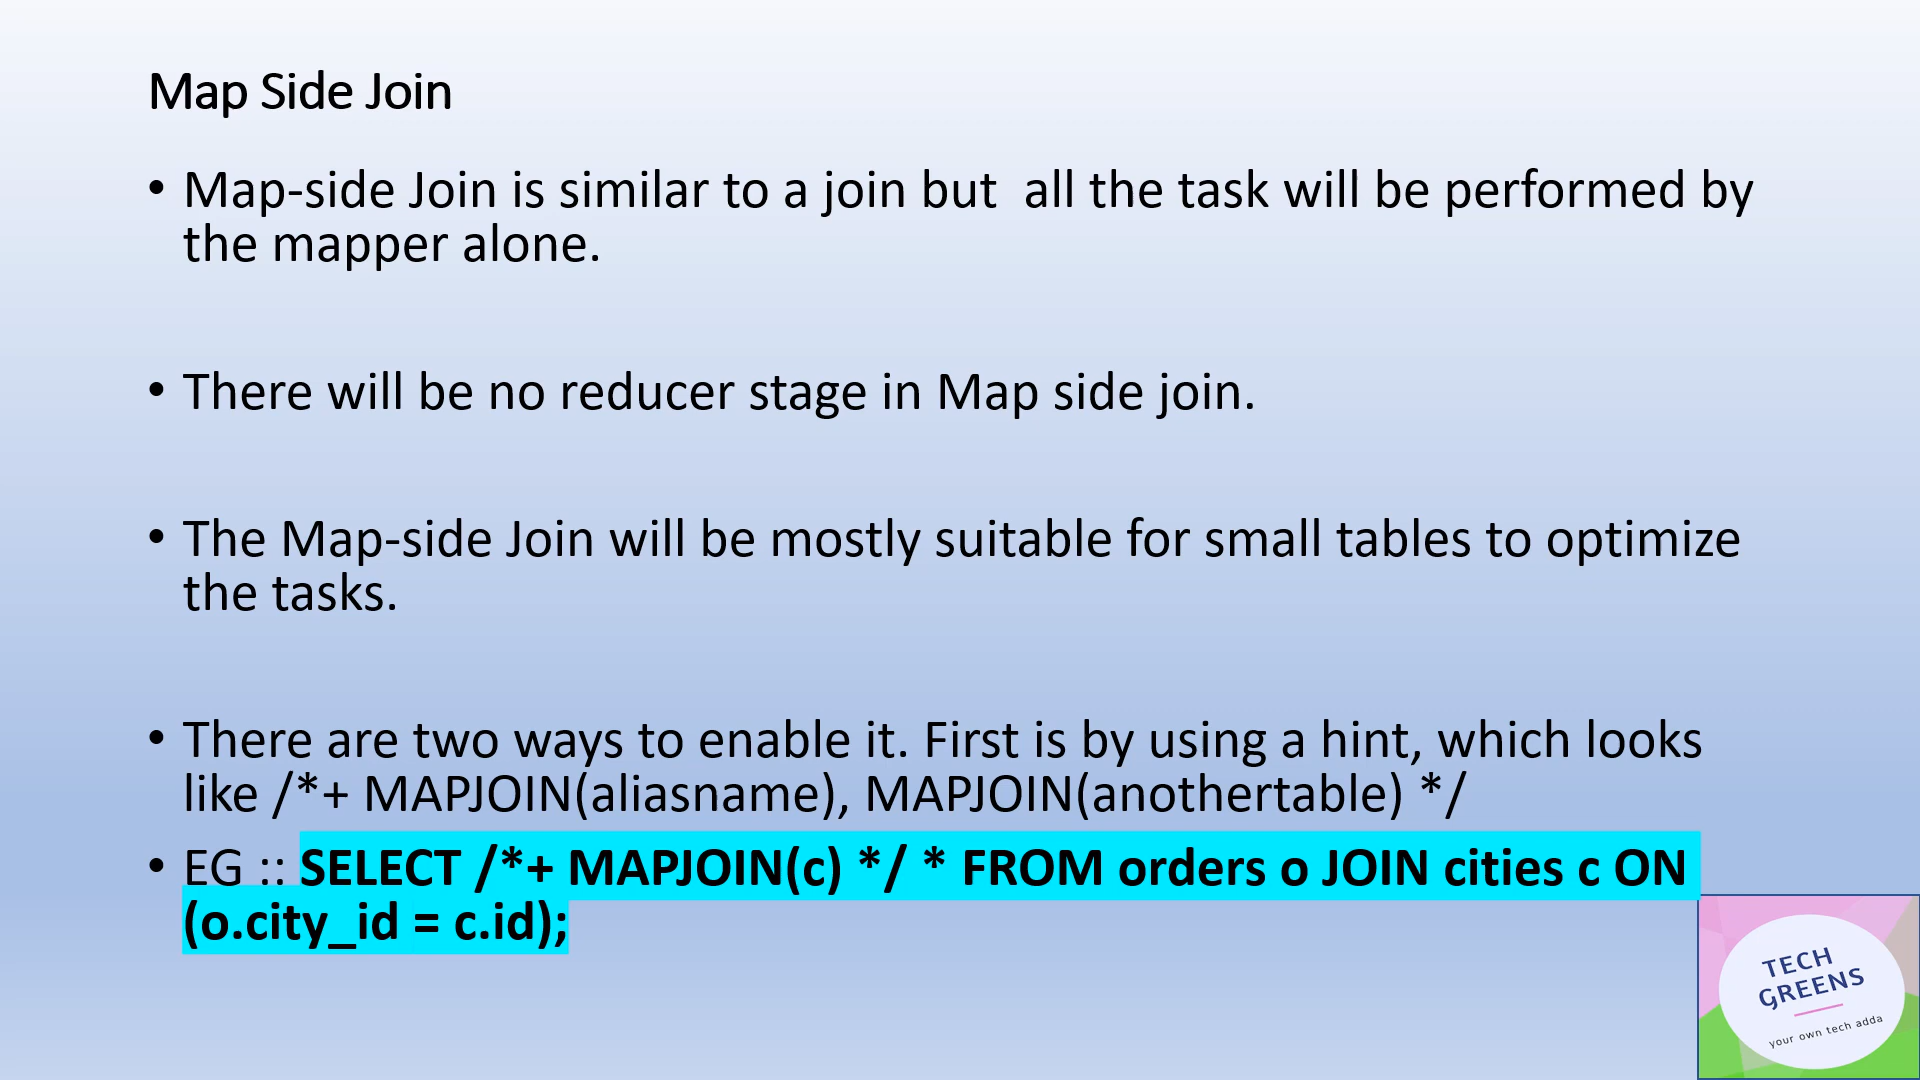 Map Side Join
• Map-side Join is similar to a join but  all the task will be performed by
the mapper alone.
• There will be no reducer stage in Map side join.
• The Map-side Join will be mostly suitable for small tables to optimize
the tasks.
• There are two ways to enable it. First is by using a hint, which looks
like /*+ MAPJOIN(aliasname), MAPJOIN(anothertable) */
• EG :: SELECT /*+ MAPJOIN(c) */ * FROM orders o JOIN cities c ON
(o.city_id = c.id);
TECH
GREENS
your own tech adda